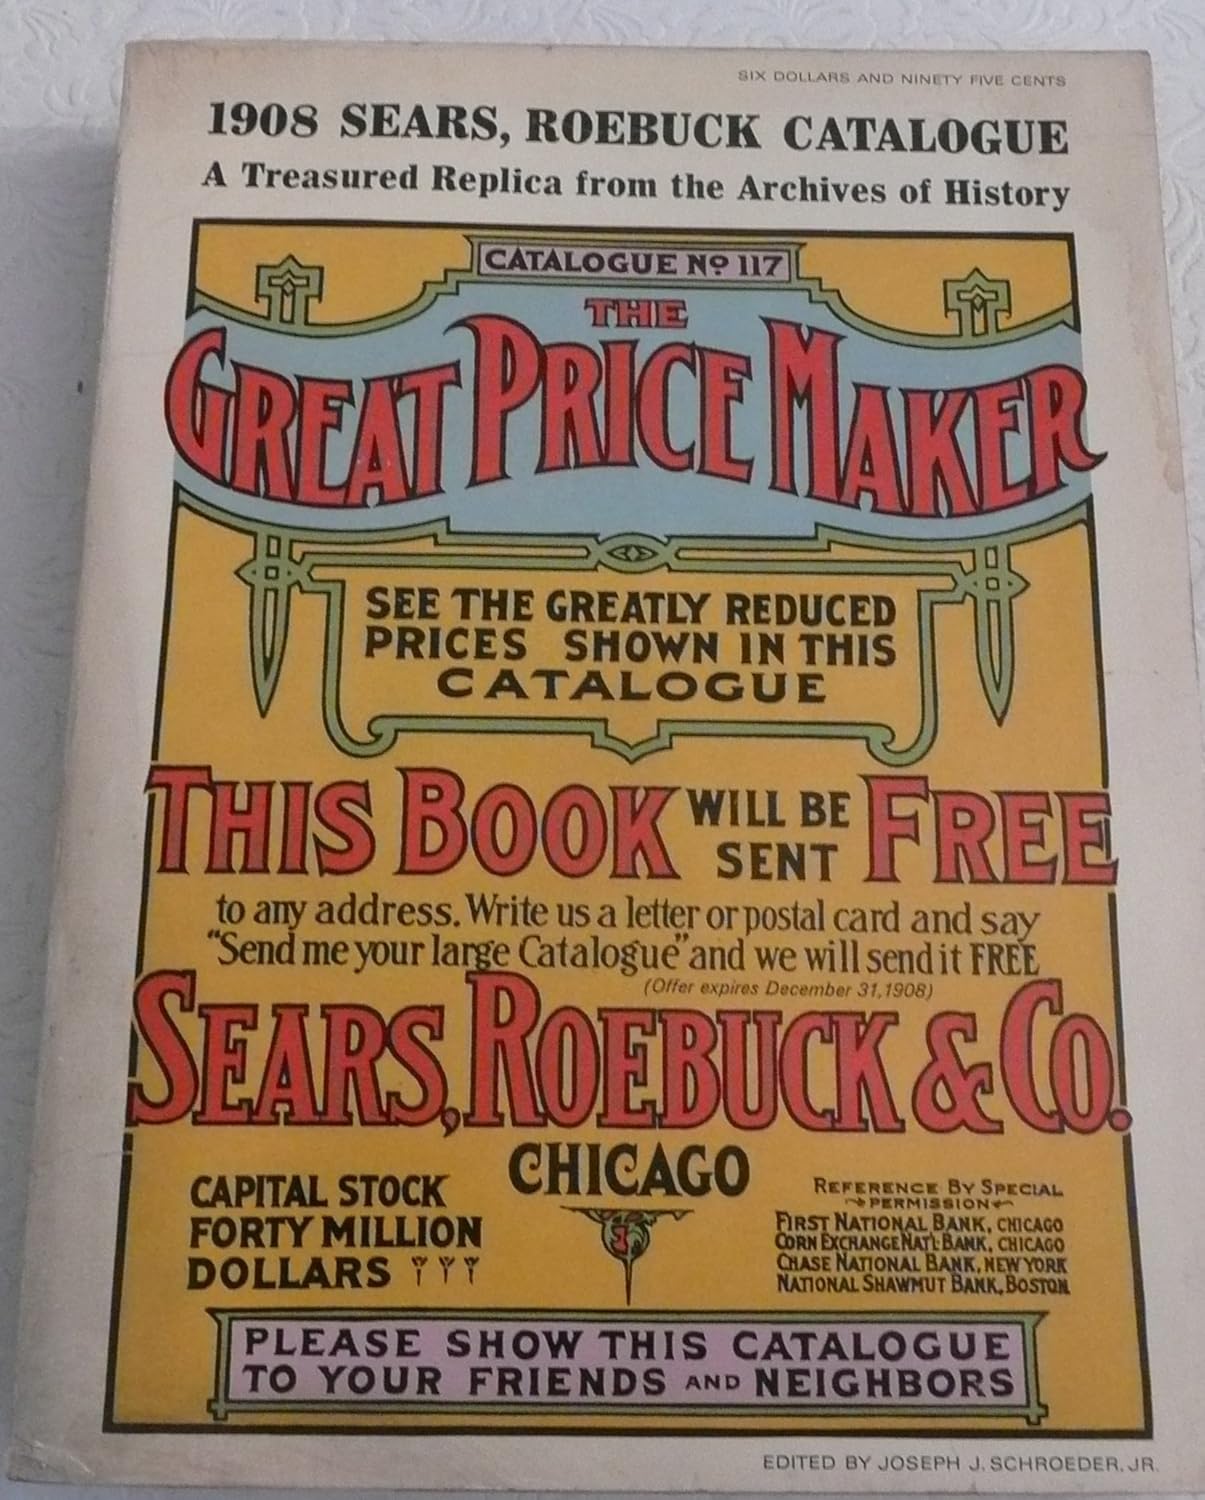 SIX DOLLARS AND NINETY FIVE CENTS
1908 SEARS, ROEBUCK CATALOGUE
A Treasured Replica from the Archives of History
CATALOGUE No 117
THE
GREAT PRICE MAKER
SEE THE GREATLY REDUCED
PRICES SHOWN IN THIS
CATALOGUE
THIS BOOK WILL BE SENT FREE
to any address. Write us a letter or postal card and say
"Send me your large Catalogue" and we will send it FREE
(Offer expires December 31, 1908)
SEARS, ROEBUCK & CO.
CHICAGO
CAPITAL STOCK
FORTY MILLION
DOLLARS
REFERENCE BY SPECIAL
PERMISSION
FIRST NATIONAL BANK, CHICAGO
CORN EXCHANGE NAT'L BANK, CHICAGO
CHASE NATIONAL BANK, NEW YORK
NATIONAL SHAWMUT BANK, BOSTON
PLEASE SHOW THIS CATALOGUE
TO YOUR FRIENDS AND NEIGHBORS
EDITED BY JOSEPH J. SCHROEDER, JR.